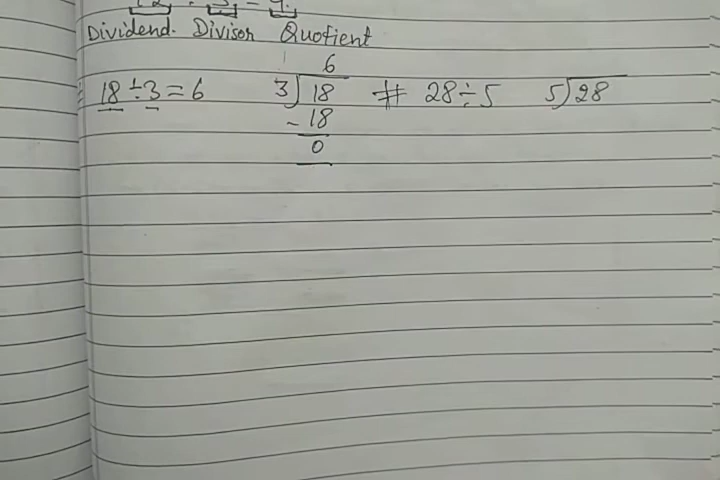 Dividend. Divisor Quotient
6
18 ÷ 3 = 6 3)18 # 28 ÷ 5 5)28
- 18
0